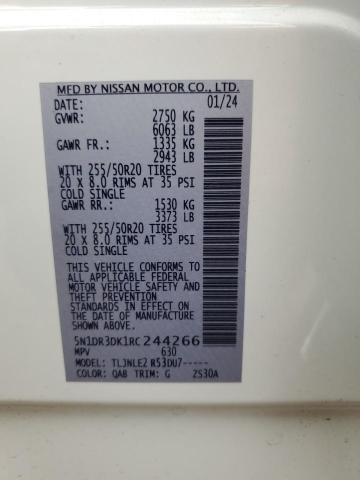 MFD BY NISSAN MOTOR CO., LTD.
DATE: 01/24
GVWR: 2750 KG
6063 LB
GAWR FR.: 1335 KG
2943 LB
WITH 255/50R20 TIRES
20 X 8.0 RIMS AT 35 PSI
COLD SINGLE
GAWR RR.: 1530 KG
3373 LB
WITH 255/50R20 TIRES
20 X 8.0 RIMS AT 35 PSI
COLD SINGLE
THIS VEHICLE CONFORMS TO
ALL APPLICABLE FEDERAL
MOTOR VEHICLE SAFETY AND
THEFT PREVENTION STANDARDS
IN EFFECT ON THE DATE OF
MANUFACTURE SHOWN ABOVE.
5N1DR3DK1RC244266
MPV 630
MODEL: TLJNLE2 R53DU7-----
COLOR: QAB TRIM: G 2S30A